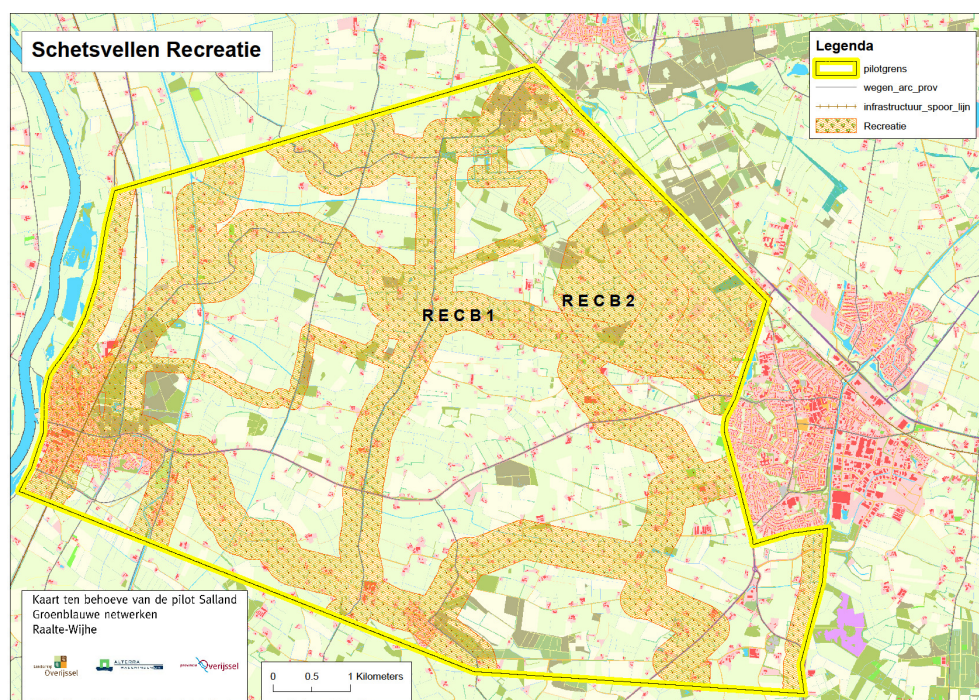 Schetsvellen Recreatie
Legenda
pilotgrens
wegen_arc_prov
infrastructuur_spoor_lijn
Recreatie
RECB1
RECB2
Kaart ten behoeve van de pilot Salland
Groenblauwe netwerken
Raalte-Wijhe
Overijssel
ALTERRA
Overijssel
0 0.5 1 Kilometers